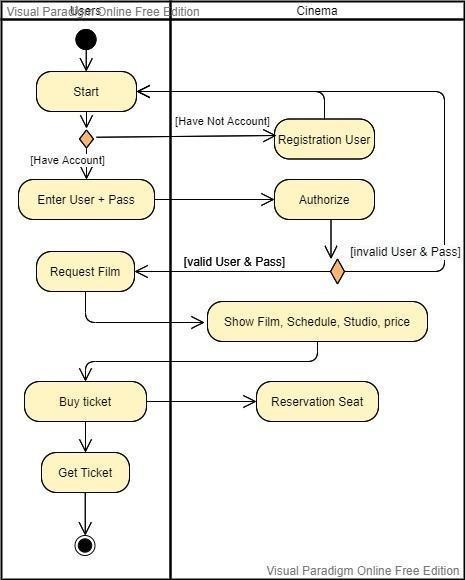 Visual Paradigm Online Free Edition
Users
Cinema
Start
[Have Not Account]
Registration User
[Have Account]
Enter User + Pass
Authorize
[invalid User & Pass]
[valid User & Pass]
Request Film
Show Film, Schedule, Studio, price
Buy ticket
Reservation Seat
Get Ticket
Visual Paradigm Online Free Edition